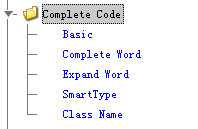 Complete Code
Basic
Complete Word
Expand Word
SmartType
Class Name